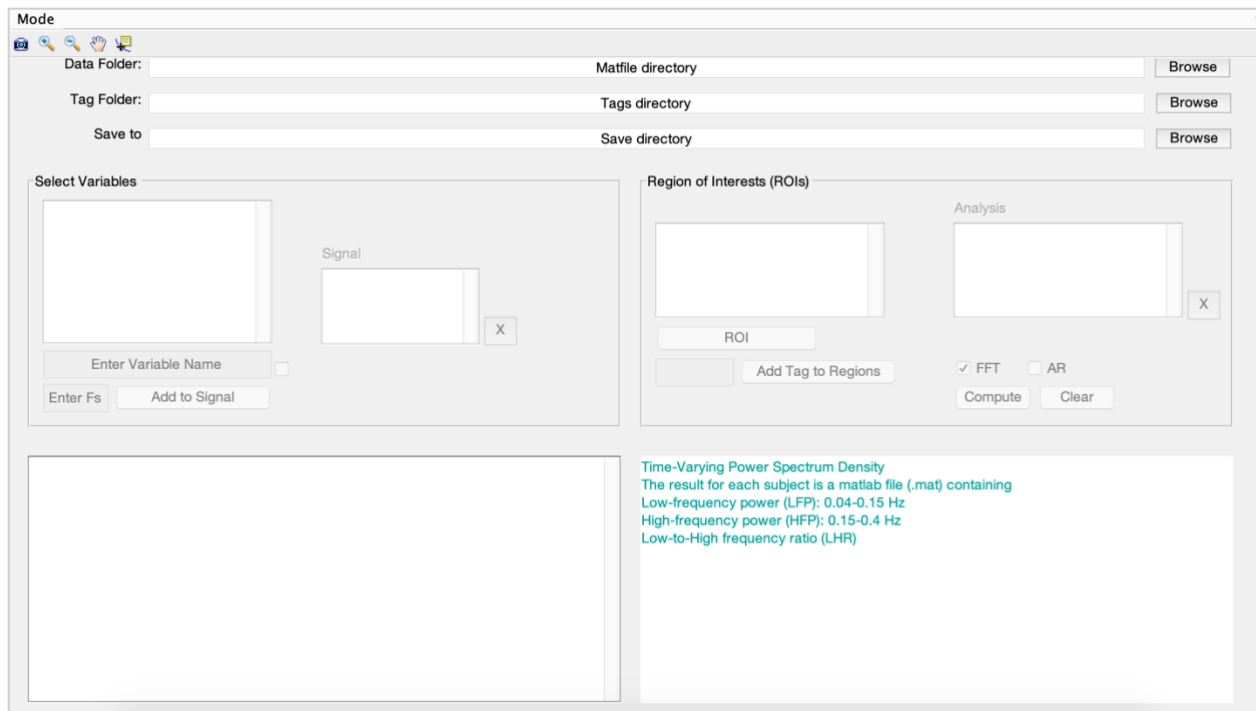 Mode
Data Folder: Matfile directory Browse
Tag Folder: Tags directory Browse
Save to Save directory Browse
Select Variables
Signal
X
Enter Variable Name
Enter Fs Add to Signal
Region of Interests (ROIs)
Analysis
X
ROI
Add Tag to Regions
FFT AR
Compute Clear
Time-Varying Power Spectrum Density
The result for each subject is a matlab file (.mat) containing
Low-frequency power (LFP): 0.04-0.15 Hz
High-frequency power (HFP): 0.15-0.4 Hz
Low-to-High frequency ratio (LHR)